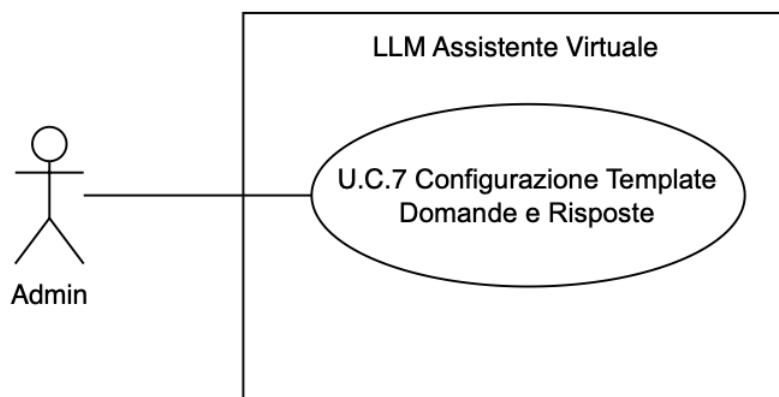 LLM Assistente Virtuale
U.C.7 Configurazione Template
Domande e Risposte
Admin